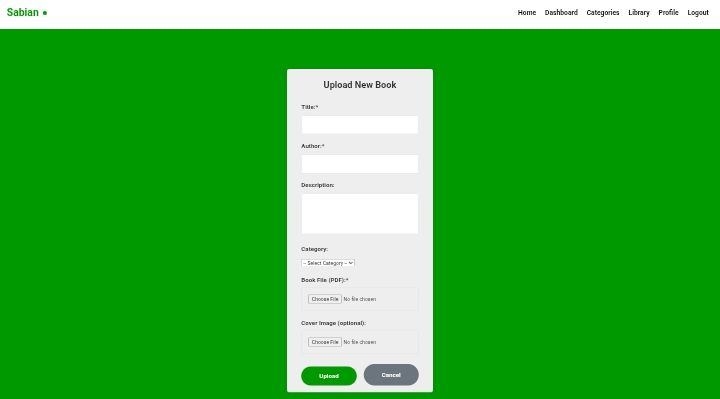 Sabian
Home Dashboard Categories Library Profile Logout
Upload New Book
Title:*
Author:*
Description:
Category:
-- Select Category --
Book File (PDF):*
Choose File No file chosen
Cover Image (optional):
Choose File No file chosen
Upload Cancel